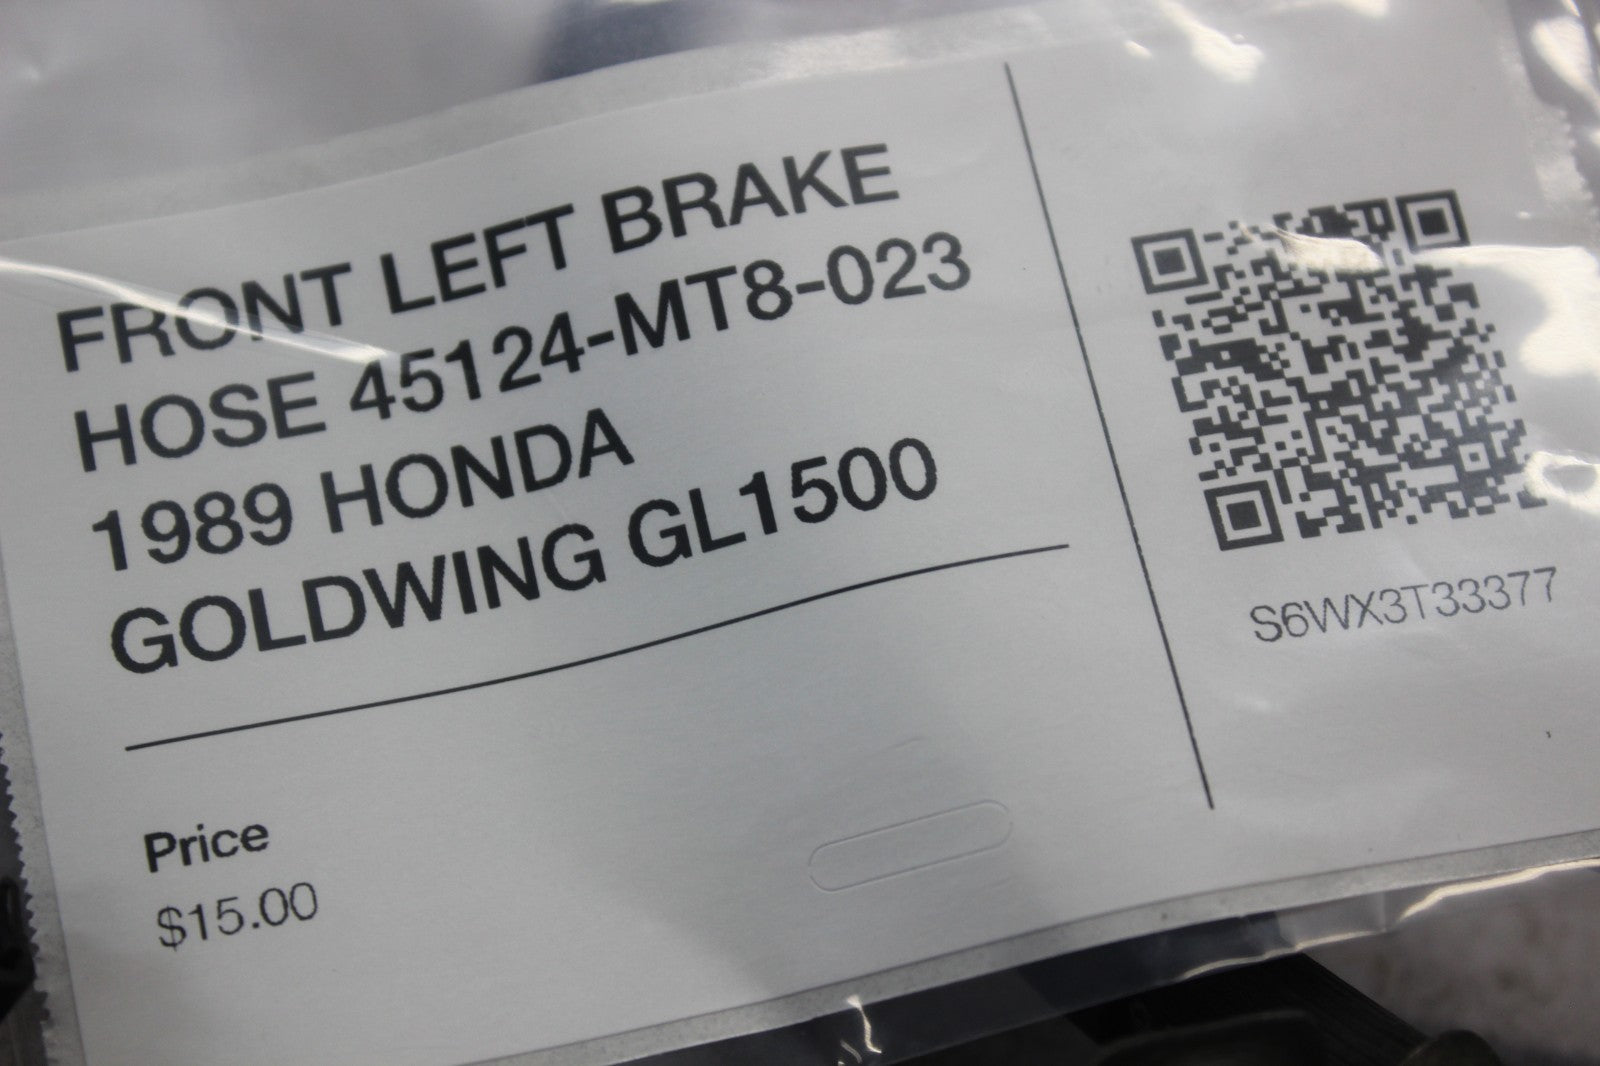 FRONT LEFT BRAKE
HOSE 45124-MT8-023
1989 HONDA
GOLDWING GL1500
Price
$15.00
S6WX3T33377